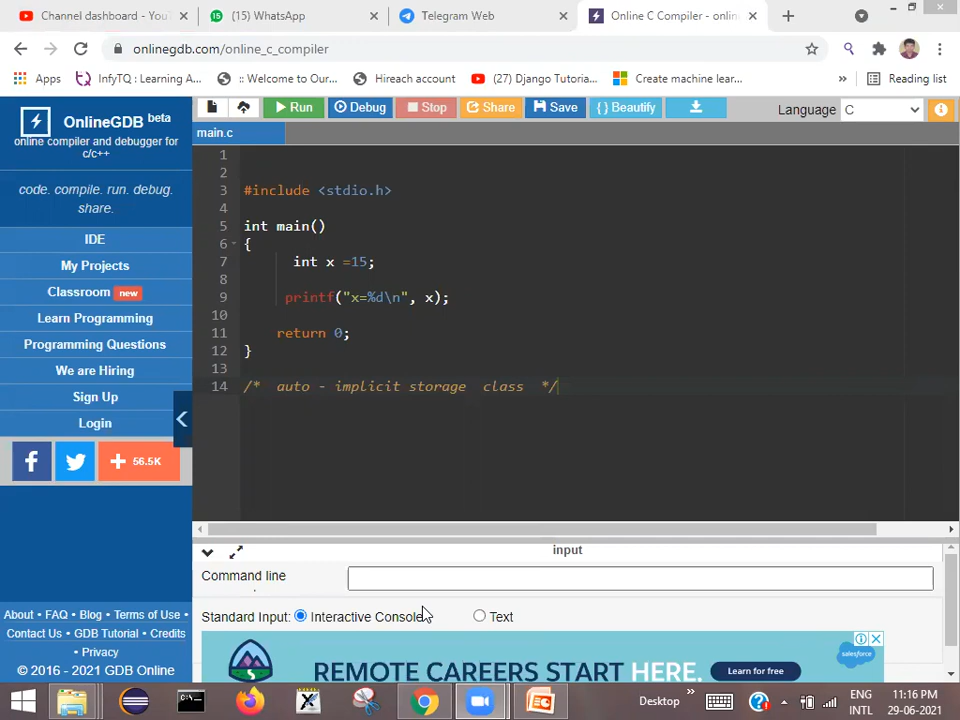 Channel dashboard - You
(15) WhatsApp
Telegram Web
Online C Compiler - onlin
onlinegdb.com/online_c_compiler
Apps
InfyTQ : Learning A...
:: Welcome to Our...
Hireach account
(27) Django Tutoria...
Create machine lear...
»
Reading list
OnlineGDB beta
online compiler and debugger for
c/c++
code. compile. run. debug.
share.
IDE
My Projects
Classroom new
Learn Programming
Programming Questions
We are Hiring
Sign Up
Login
f
+ 56.5K
About • FAQ • Blog • Terms of Use •
Contact Us • GDB Tutorial • Credits
• Privacy
© 2016 - 2021 GDB Online
Run
Debug
Stop
Share
Save
{ } Beautify
Language C
main.c
1
2
3 #include <stdio.h>
4
5 int main()
6 {
7 int x =15;
8
9 printf("x=%d\n", x);
10
11 return 0;
12 }
13
14 /* auto - implicit storage class */
input
Command line
Standard Input: Interactive Console Text
REMOTE CAREERS START HERE.
Learn for free
salesforce
Desktop
»
ENG
INTL
11:16 PM
29-06-2021